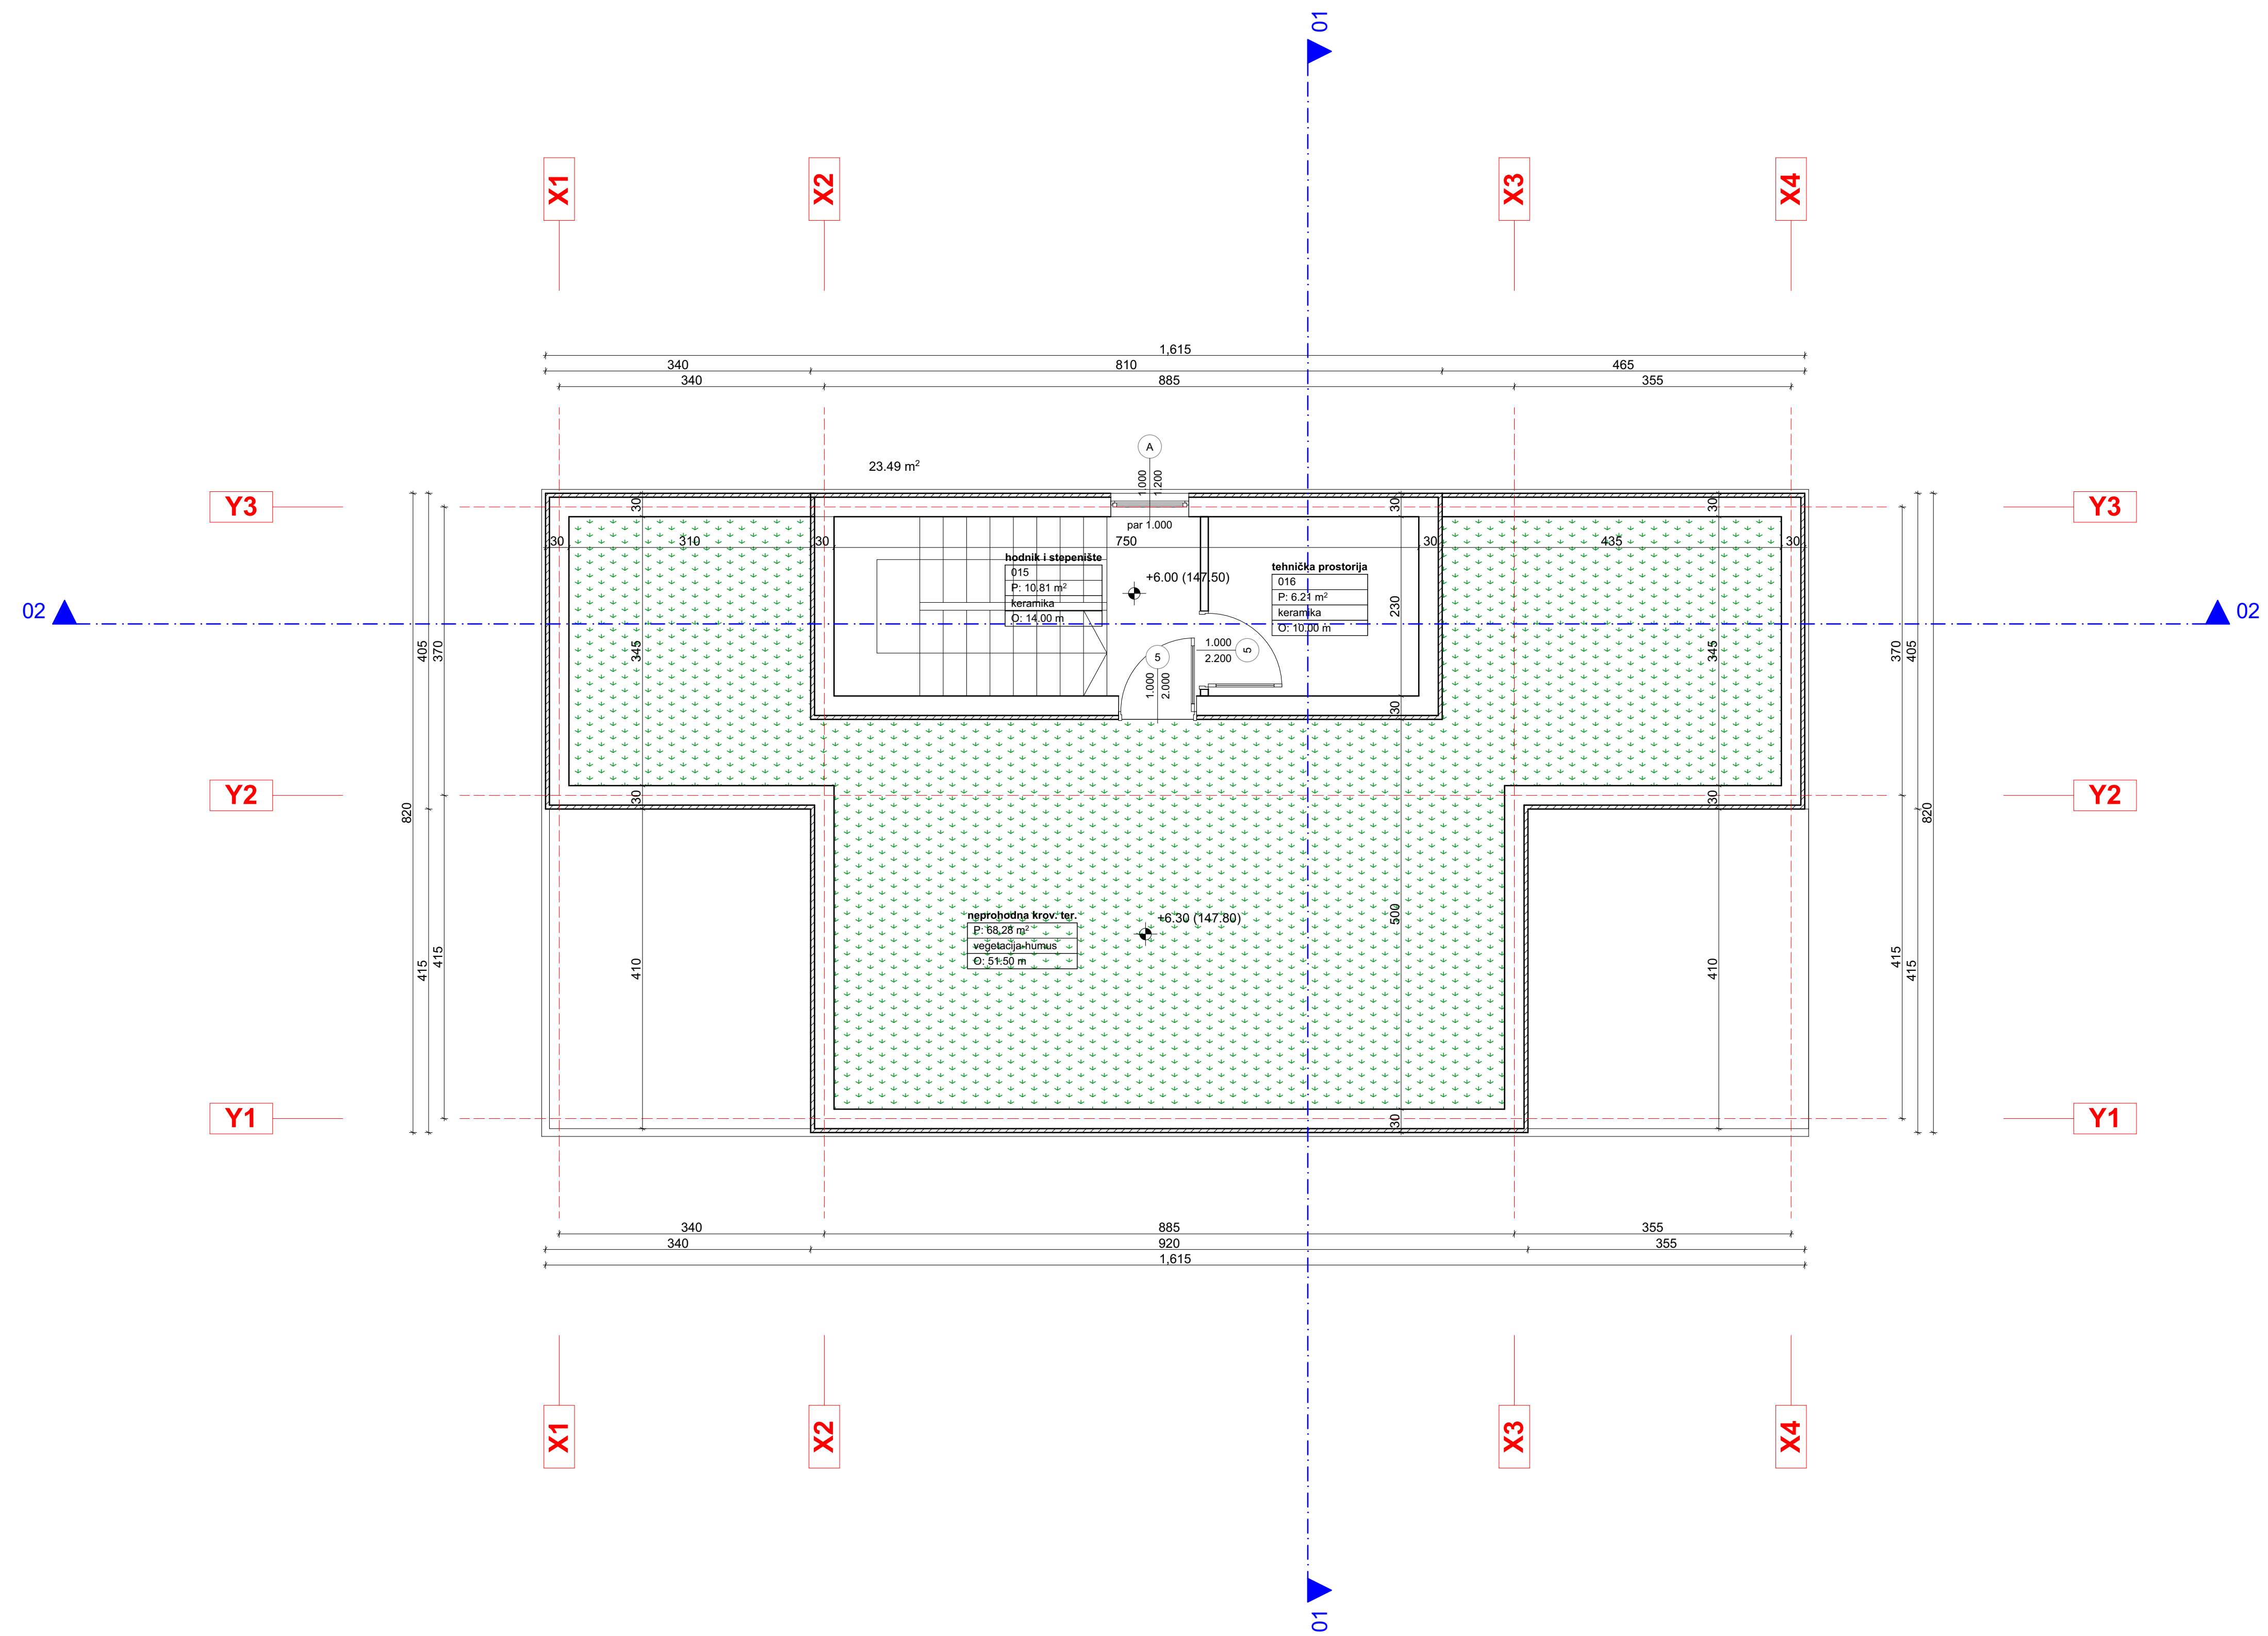 01
X1
X2
X3
X4
1,615
340
810
465
340
885
355
A
1.000
1.200
23.49 m²
Y3
30
30
30
Y3
par 1.000
30
310
30
750
30
435
30
hodnik i stepenište
015
P: 10.81 m²
keramika
O: 14.00 m
+6.00 (147.50)
tehnička prostorija
016
P: 6.21 m²
keramika
O: 10.00 m
230
02
02
405
370
345
5
1.000
2.000
1.000
2.200
5
345
370
405
30
Y2
30
30
Y2
820
820
neprohodna krov. ter.
P: 68.28 m²
vegetacija-humus
O: 51.50 m
+6.30 (147.80)
500
415
415
410
410
415
415
Y1
30
Y1
340
885
355
340
920
355
1,615
X1
X2
X3
X4
01